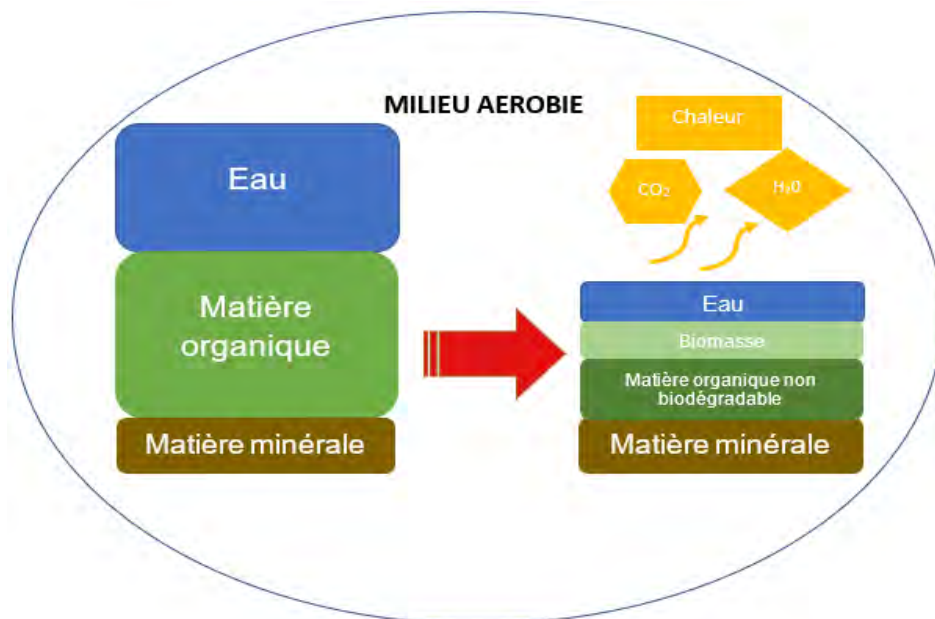 MILIEU AEROBIE
Eau
Matière
organique
Matière minérale
Chaleur
CO₂
H₂0
Eau
Biomasse
Matière organique non
biodégradable
Matière minérale